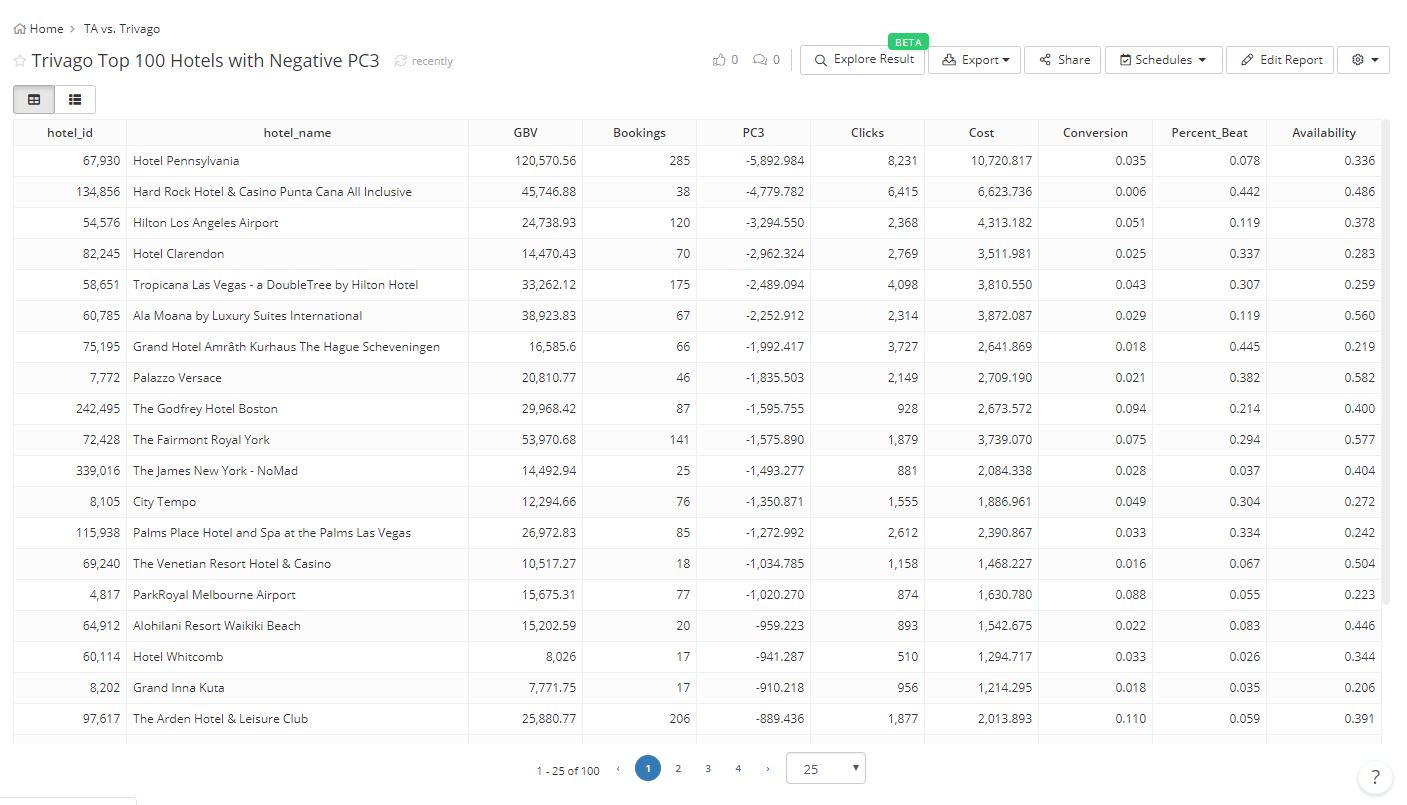 Home > TA vs. Trivago
Trivago Top 100 Hotels with Negative PC3 recently 0 0 Explore Result BETA Export Share Schedules Edit Report
hotel_id hotel_name GBV Bookings PC3 Clicks Cost Conversion Percent_Beat Availability
67,930 Hotel Pennsylvania 120,570.56 285 -5,892.984 8,231 10,720.817 0.035 0.078 0.336
134,856 Hard Rock Hotel & Casino Punta Cana All Inclusive 45,746.88 38 -4,779.782 6,415 6,623.736 0.006 0.442 0.486
54,576 Hilton Los Angeles Airport 24,738.93 120 -3,294.550 2,368 4,313.182 0.051 0.119 0.378
82,245 Hotel Clarendon 14,470.43 70 -2,962.324 2,769 3,511.981 0.025 0.337 0.283
58,651 Tropicana Las Vegas - a DoubleTree by Hilton Hotel 33,262.12 175 -2,489.094 4,098 3,810.550 0.043 0.307 0.259
60,785 Ala Moana by Luxury Suites International 38,923.83 67 -2,252.912 2,314 3,872.087 0.029 0.119 0.560
75,195 Grand Hotel Amrâth Kurhaus The Hague Scheveningen 16,585.6 66 -1,992.417 3,727 2,641.869 0.018 0.445 0.219
7,772 Palazzo Versace 20,810.77 46 -1,835.503 2,149 2,709.190 0.021 0.382 0.582
242,495 The Godfrey Hotel Boston 29,968.42 87 -1,595.755 928 2,673.572 0.094 0.214 0.400
72,428 The Fairmont Royal York 53,970.68 141 -1,575.890 1,879 3,739.070 0.075 0.294 0.577
339,016 The James New York - NoMad 14,492.94 25 -1,493.277 881 2,084.338 0.028 0.037 0.404
8,105 City Tempo 12,294.66 76 -1,350.871 1,555 1,886.961 0.049 0.304 0.272
115,938 Palms Place Hotel and Spa at the Palms Las Vegas 26,972.83 85 -1,272.992 2,612 2,390.867 0.033 0.334 0.242
69,240 The Venetian Resort Hotel & Casino 10,517.27 18 -1,034.785 1,158 1,468.227 0.016 0.067 0.504
4,817 ParkRoyal Melbourne Airport 15,675.31 77 -1,020.270 874 1,630.780 0.088 0.055 0.223
64,912 Alohilani Resort Waikiki Beach 15,202.59 20 -959.223 893 1,542.675 0.022 0.083 0.446
60,114 Hotel Whitcomb 8,026 17 -941.287 510 1,294.717 0.033 0.026 0.344
8,202 Grand Inna Kuta 7,771.75 17 -910.218 956 1,214.295 0.018 0.035 0.206
97,617 The Arden Hotel & Leisure Club 25,880.77 206 -889.436 1,877 2,013.893 0.110 0.059 0.391
1 - 25 of 100 ‹ 1 2 3 4 › 25
?